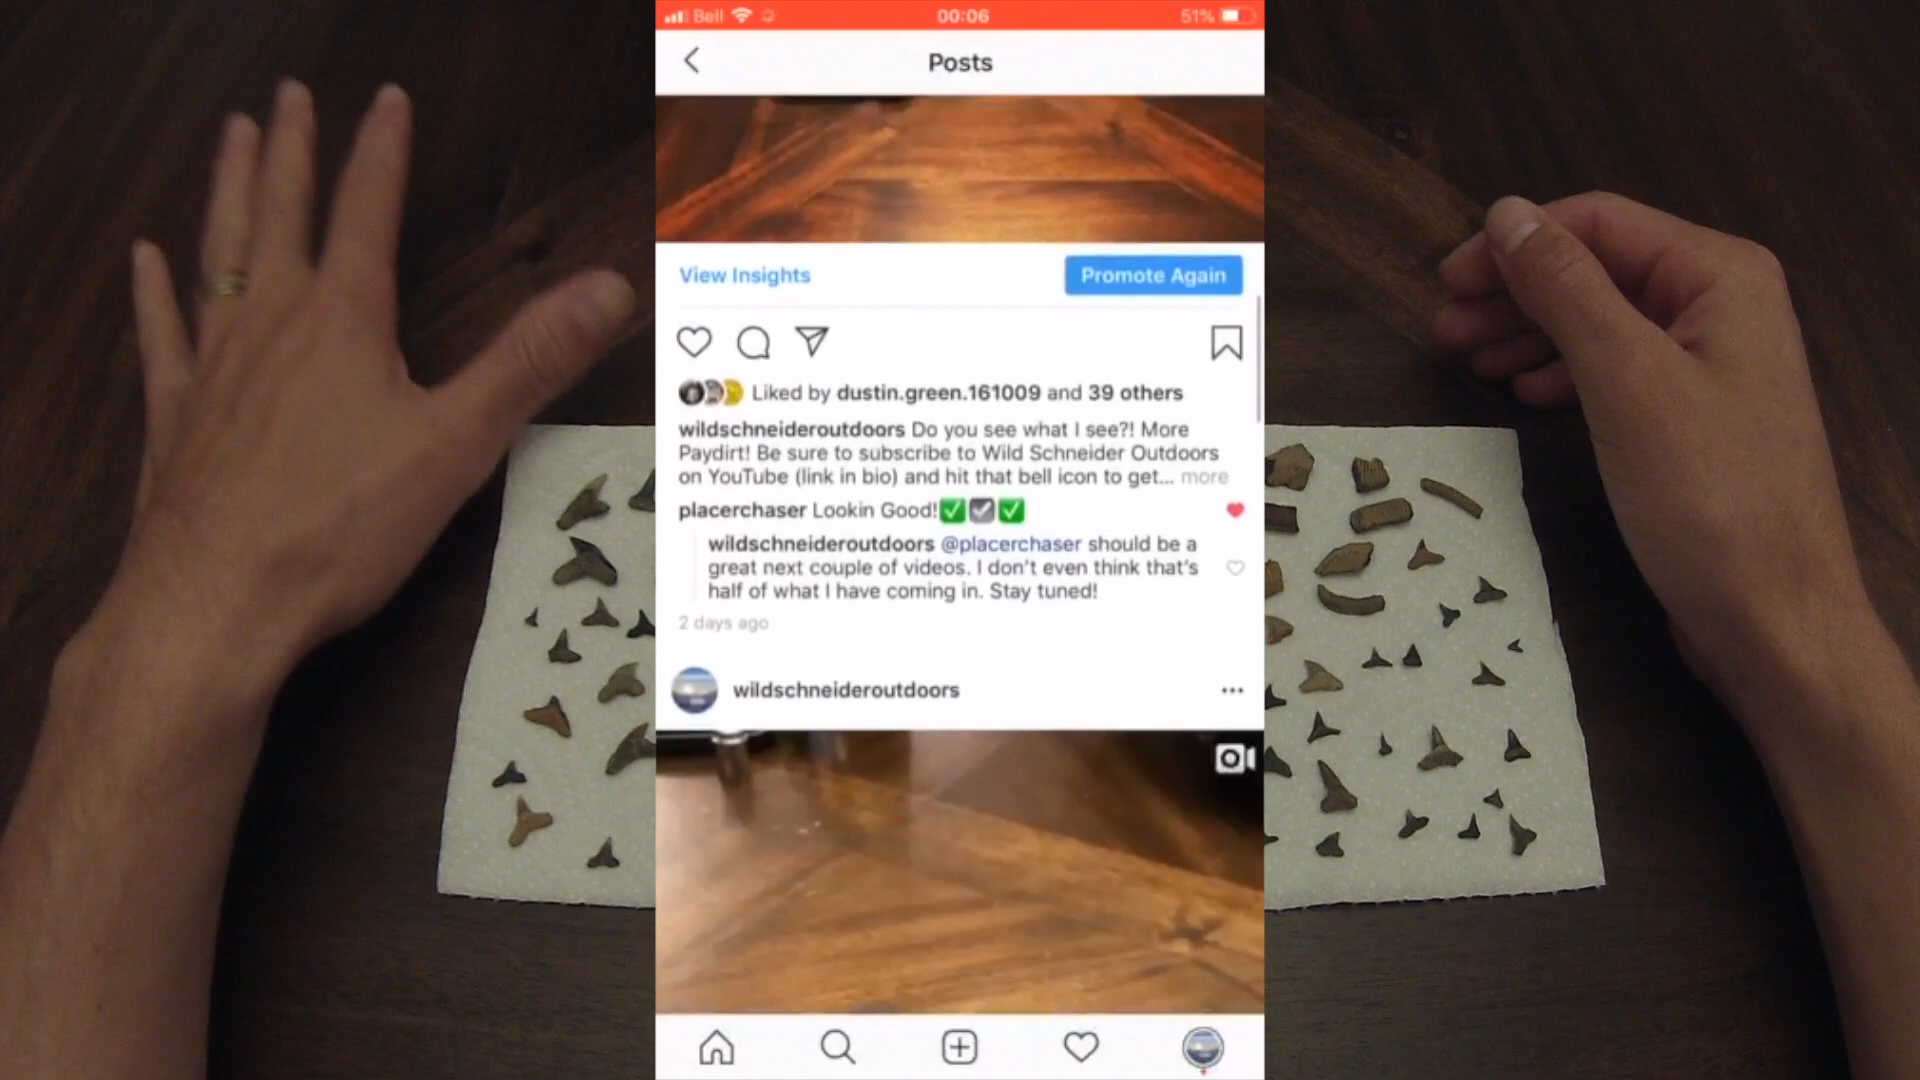 Bell 00:06 51%
Posts
View Insights Promote Again
Liked by dustin.green.161009 and 39 others
wildschneideroutdoors Do you see what I see?! More
Paydirt! Be sure to subscribe to Wild Schneider Outdoors
on YouTube (link in bio) and hit that bell icon to get... more
placerchaser Lookin Good!✅☑️✅
wildschneideroutdoors @placerchaser should be a
great next couple of videos. I don't even think that's
half of what I have coming in. Stay tuned!
2 days ago
wildschneideroutdoors